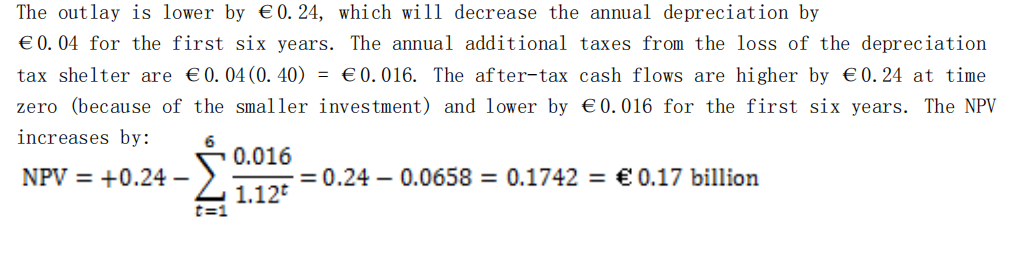 The outlay is lower by €0.24, which will decrease the annual depreciation by
€0.04 for the first six years. The annual additional taxes from the loss of the depreciation
tax shelter are €0.04(0.40) = €0.016. The after-tax cash flows are higher by €0.24 at time
zero (because of the smaller investment) and lower by €0.016 for the first six years. The NPV
increases by:
NPV = +0.24 − ∑_{t=1}^{6} 0.016/1.12^t = 0.24 − 0.0658 = 0.1742 = €0.17 billion